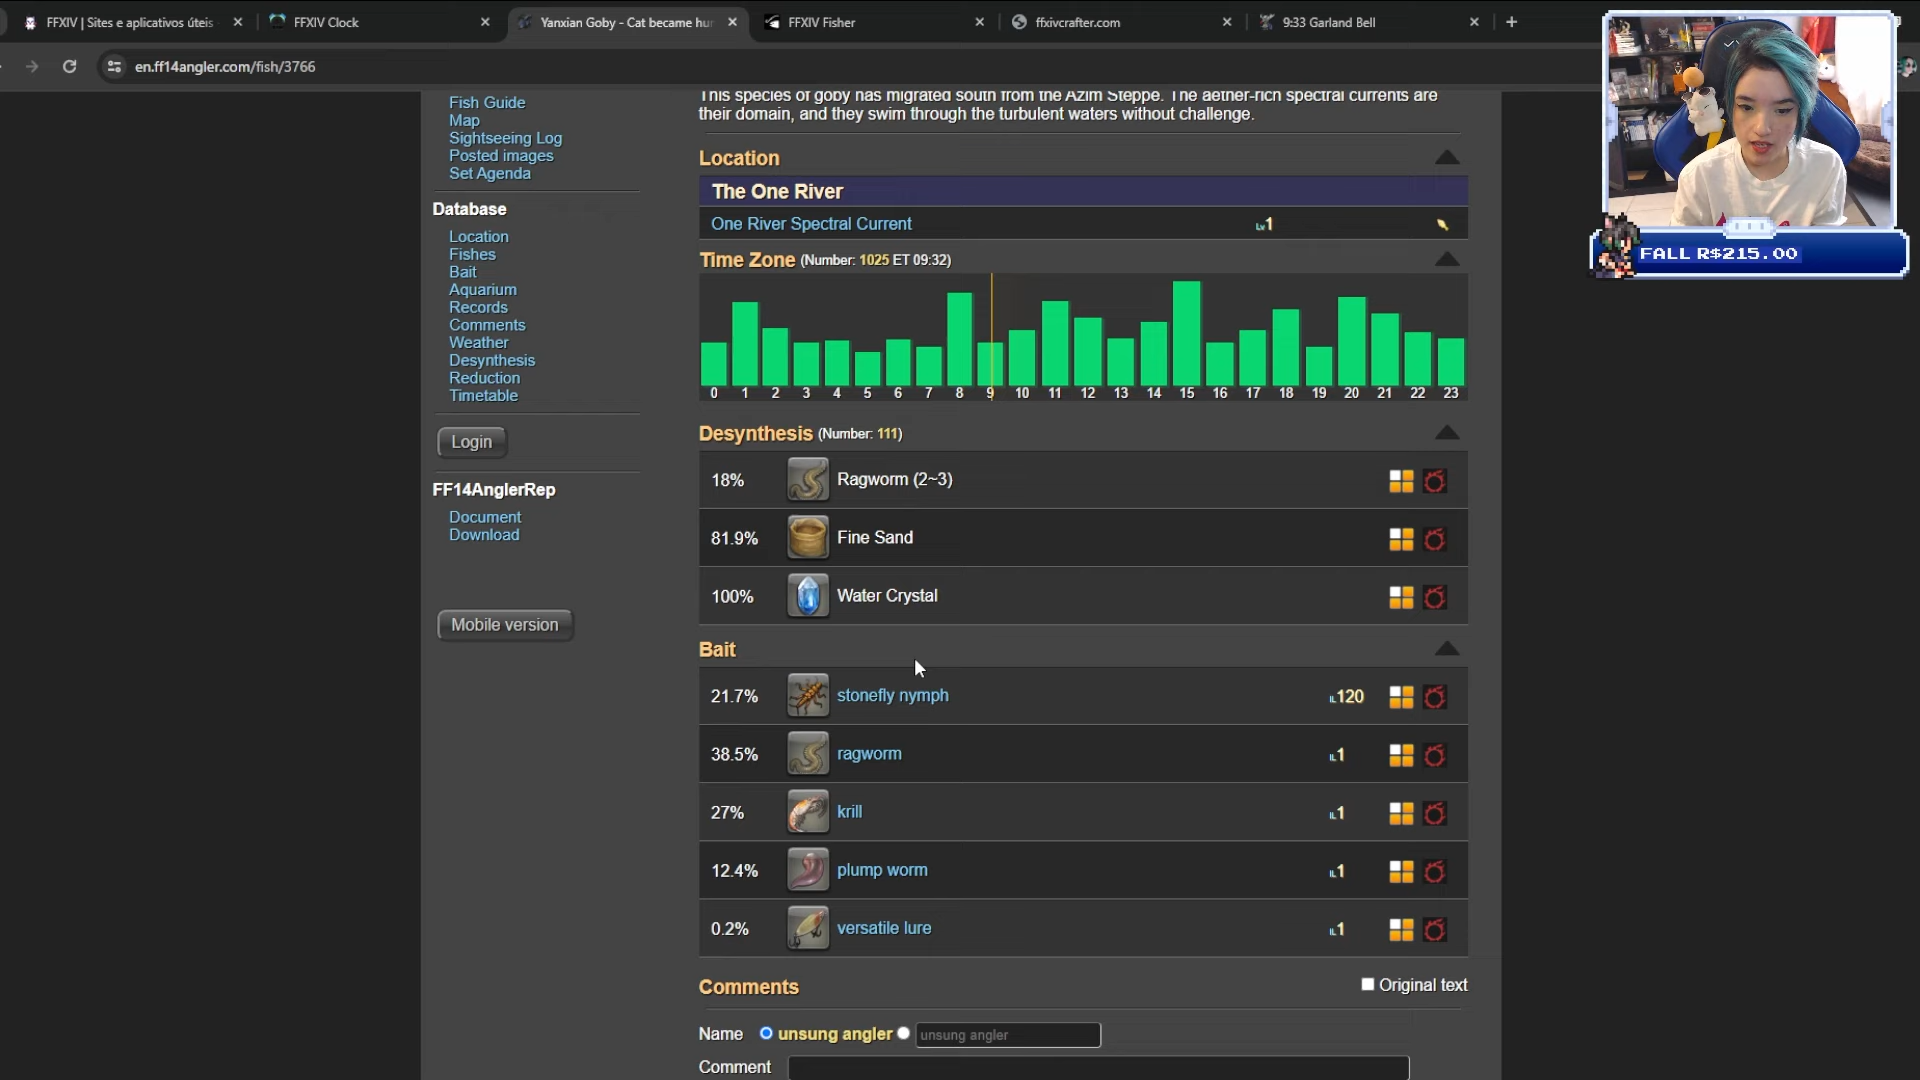 FFXIV | Sites e aplicativos úteis
FFXIV Clock
Yanxian Goby - Cat became hur
FFXIV Fisher
ffxivcrafter.com
9:33 Garland Bell
en.ff14angler.com/fish/3766
Fish Guide
Map
Sightseeing Log
Posted images
Set Agenda
Database
Location
Fishes
Bait
Aquarium
Records
Comments
Weather
Desynthesis
Reduction
Timetable
Login
FF14AnglerRep
Document
Download
Mobile version
This species of goby has migrated south from the Azim Steppe. The aether-rich spectral currents are
their domain, and they swim through the turbulent waters without challenge.
Location
The One River
One River Spectral Current Lv1
Time Zone (Number: 1025 ET 09:32)
0 1 2 3 4 5 6 7 8 9 10 11 12 13 14 15 16 17 18 19 20 21 22 23
Desynthesis (Number: 111)
18% Ragworm (2~3)
81.9% Fine Sand
100% Water Crystal
Bait
21.7% stonefly nymph IL120
38.5% ragworm IL1
27% krill IL1
12.4% plump worm IL1
0.2% versatile lure IL1
Comments
Original text
Name unsung angler unsung angler
Comment
FALL R$215.00